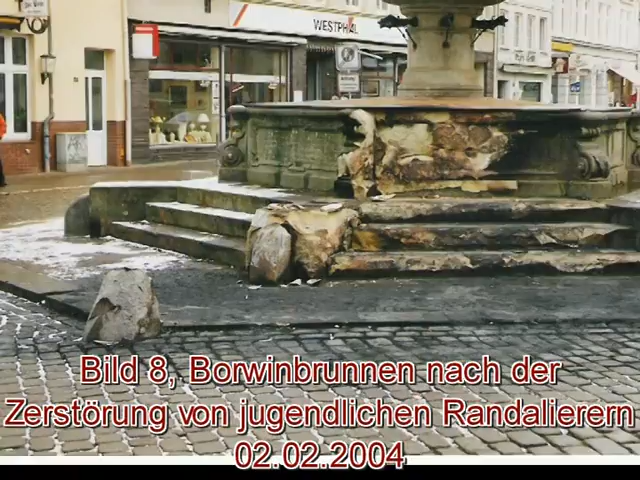 WESTPHAL
Bild 8, Borwinbrunnen nach der
Zerstörung von jugendlichen Randalierern
02.02.2004